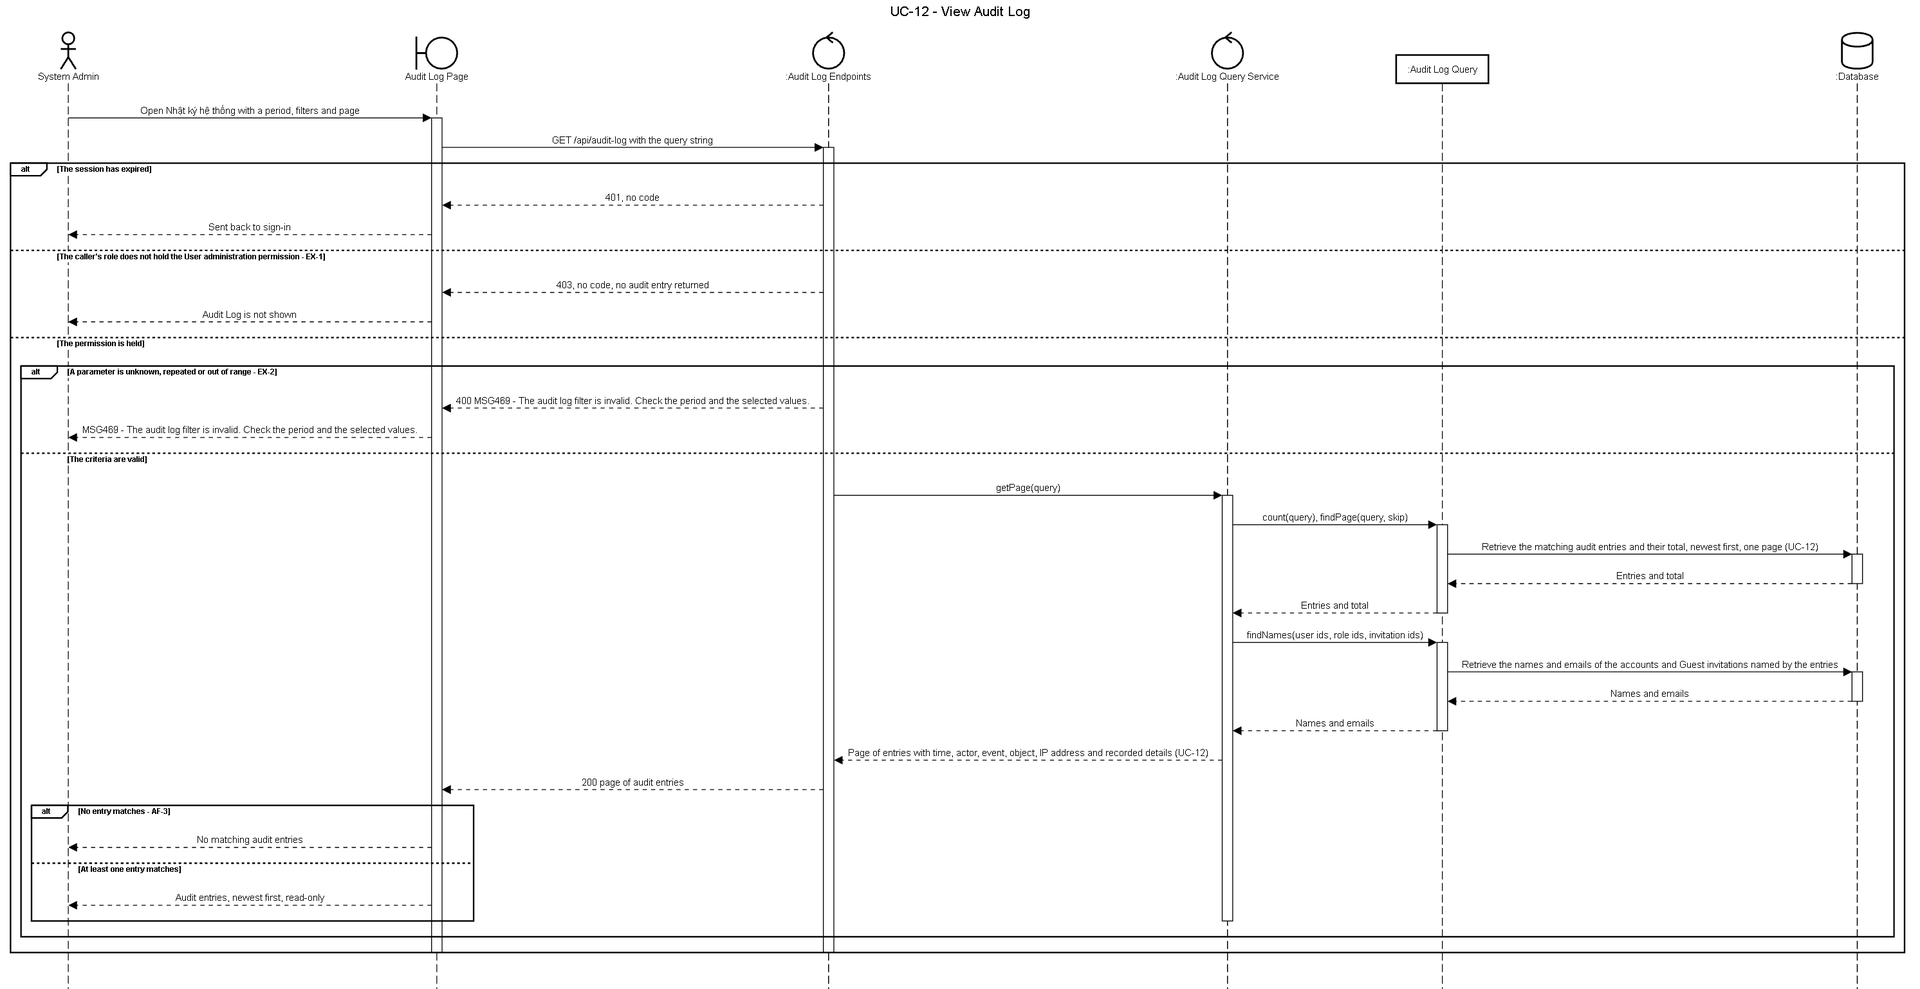 UC-12 - View Audit Log
System Admin
Audit Log Page
:Audit Log Endpoints
:Audit Log Query Service
:Audit Log Query
:Database
Open Nhật ký hệ thống with a period, filters and page
GET /api/audit-log with the query string
alt
[The session has expired]
401, no code
Sent back to sign-in
[The caller's role does not hold the User administration permission - EX-1]
403, no code, no audit entry returned
Audit Log is not shown
[The permission is held]
alt
[A parameter is unknown, repeated or out of range - EX-2]
400 MSG469 - The audit log filter is invalid. Check the period and the selected values.
MSG469 - The audit log filter is invalid. Check the period and the selected values.
[The criteria are valid]
getPage(query)
count(query), findPage(query, skip)
Retrieve the matching audit entries and their total, newest first, one page (UC-12)
Entries and total
Entries and total
findNames(user ids, role ids, invitation ids)
Retrieve the names and emails of the accounts and Guest invitations named by the entries
Names and emails
Names and emails
Page of entries with time, actor, event, object, IP address and recorded details (UC-12)
200 page of audit entries
alt
[No entry matches - AF-3]
No matching audit entries
[At least one entry matches]
Audit entries, newest first, read-only